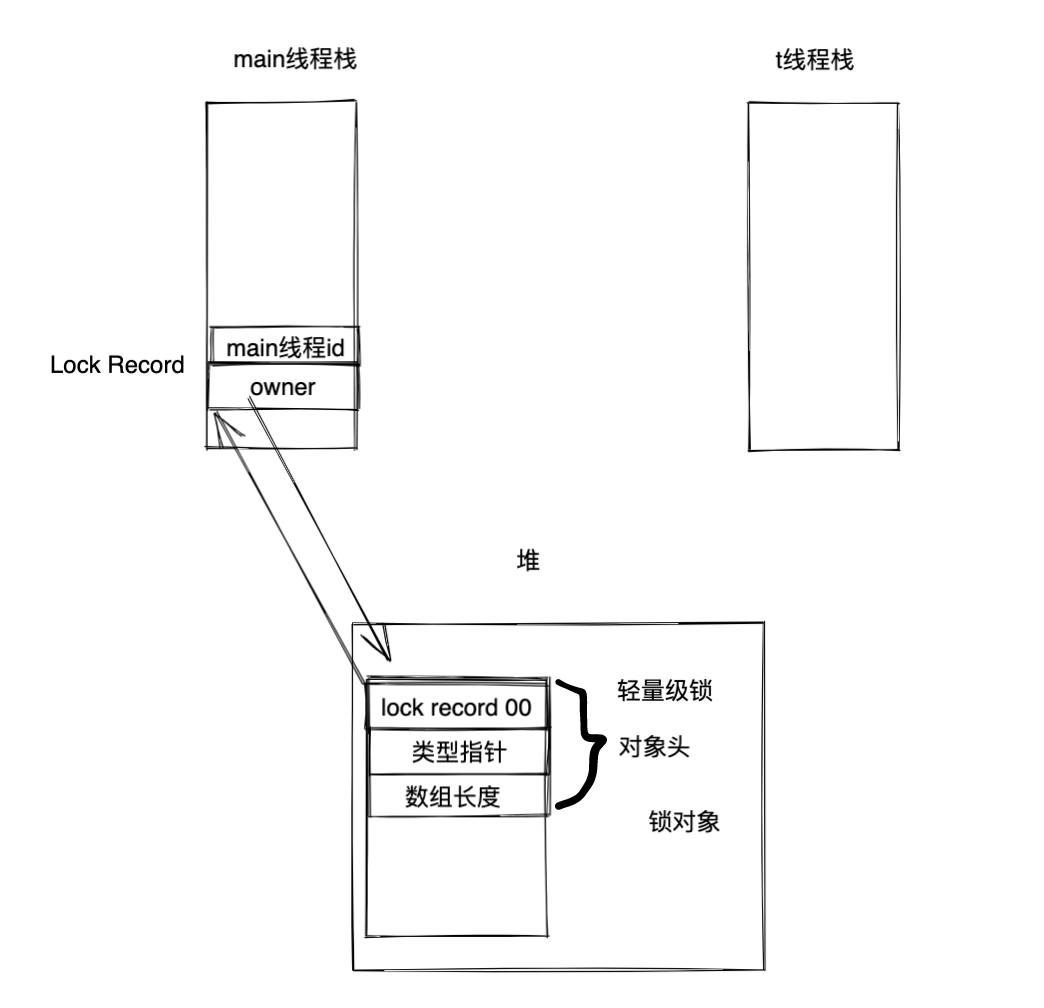 main线程栈
t线程栈
main线程id
Lock Record
owner
堆
轻量级锁
lock record 00
对象头
类型指针
数组长度
锁对象